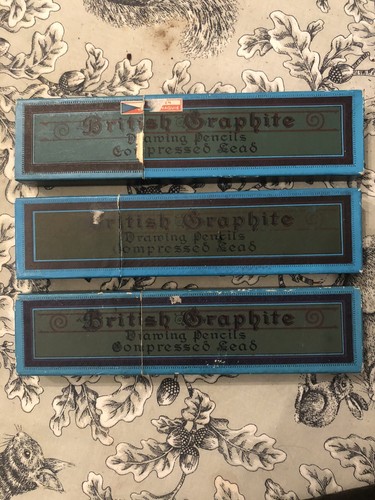 British Graphite
Drawing Pencils
Compressed Lead
British Graphite
Drawing Pencils
Compressed Lead
British Graphite
Drawing Pencils
Compressed Lead